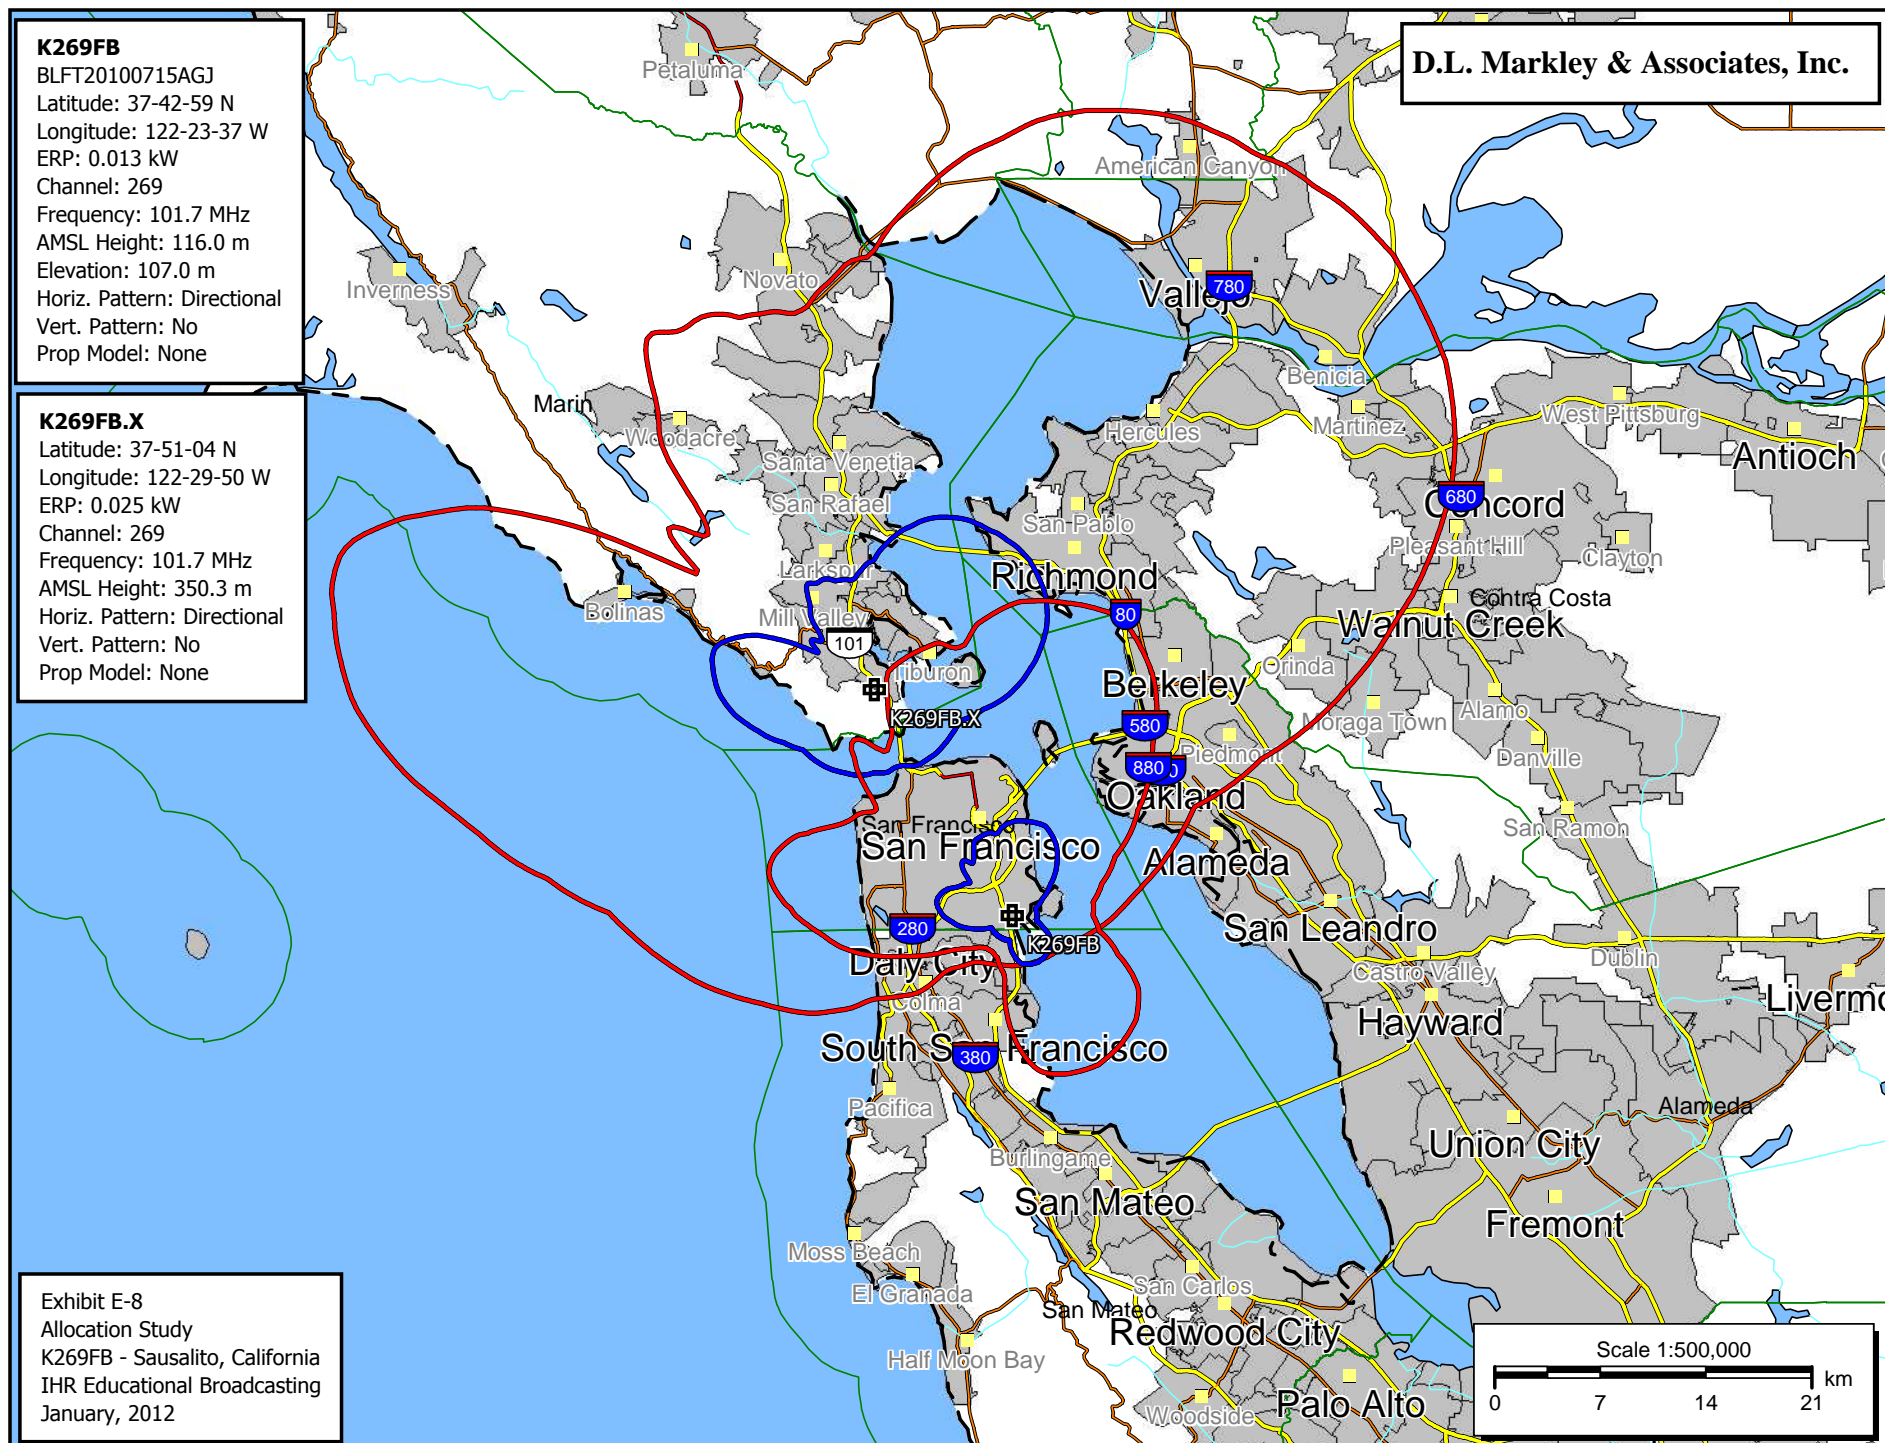 K269FB
BLFT20100715AGJ
Latitude: 37-42-59 N
Longitude: 122-23-37 W
ERP: 0.013 kW
Channel: 269
Frequency: 101.7 MHz
AMSL Height: 116.0 m
Elevation: 107.0 m
Horiz. Pattern: Directional
Vert. Pattern: No
Prop Model: None
K269FB.X
Latitude: 37-51-04 N
Longitude: 122-29-50 W
ERP: 0.025 kW
Channel: 269
Frequency: 101.7 MHz
AMSL Height: 350.3 m
Horiz. Pattern: Directional
Vert. Pattern: No
Prop Model: None
D.L. Markley & Associates, Inc.
Petaluma
American Canyon
Inverness
Novato
Vallejo
780
Benicia
Marin
Woodacre
Hercules
Martinez
West Pittsburg
Santa Venetia
Antioch
San Rafael
680
Concord
San Pablo
Pleasant Hill
Clayton
Larkspur
Richmond
Bolinas
Mill Valley
80
Contra Costa
Walnut Creek
101
Tiburon
Orinda
Berkeley
K269FB.X
580
Moraga Town
Alamo
Piedmont
Danville
880
Oakland
San Francisco
San Francisco
San Ramon
Alameda
280
K269FB
San Leandro
Daly City
Castro Valley
Dublin
Colma
Livermo
Hayward
South San Francisco
380
Pacifica
Alameda
Burlingame
Union City
San Mateo
Fremont
Moss Beach
El Granada
San Carlos
San Mateo
Redwood City
Half Moon Bay
Palo Alto
Woodside
Exhibit E-8
Allocation Study
K269FB - Sausalito, California
IHR Educational Broadcasting
January, 2012
Scale 1:500,000
km
0 7 14 21